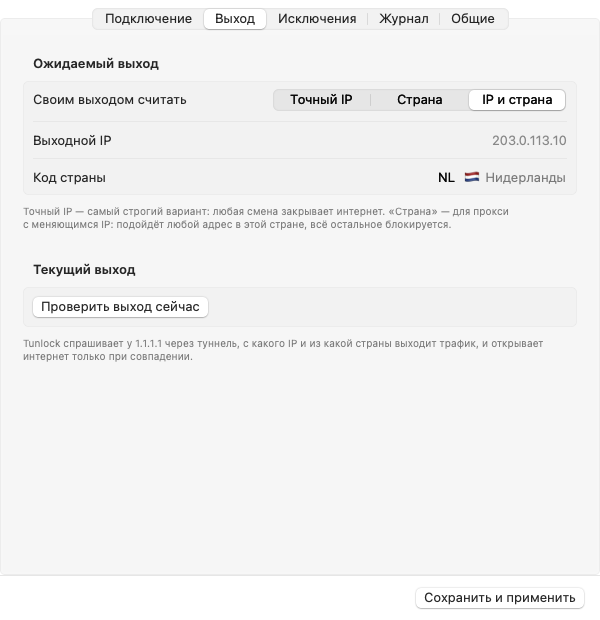 Подключение Выход Исключения Журнал Общие
Ожидаемый выход
Своим выходом считать Точный IP Страна IP и страна
Выходной IP 203.0.113.10
Код страны NL Нидерланды
Точный IP — самый строгий вариант: любая смена закрывает интернет. «Страна» — для прокси
с меняющимся IP: подойдёт любой адрес в этой стране, всё остальное блокируется.
Текущий выход
Проверить выход сейчас
Tunlock спрашивает у 1.1.1.1 через туннель, с какого IP и из какой страны выходит трафик, и открывает
интернет только при совпадении.
Сохранить и применить